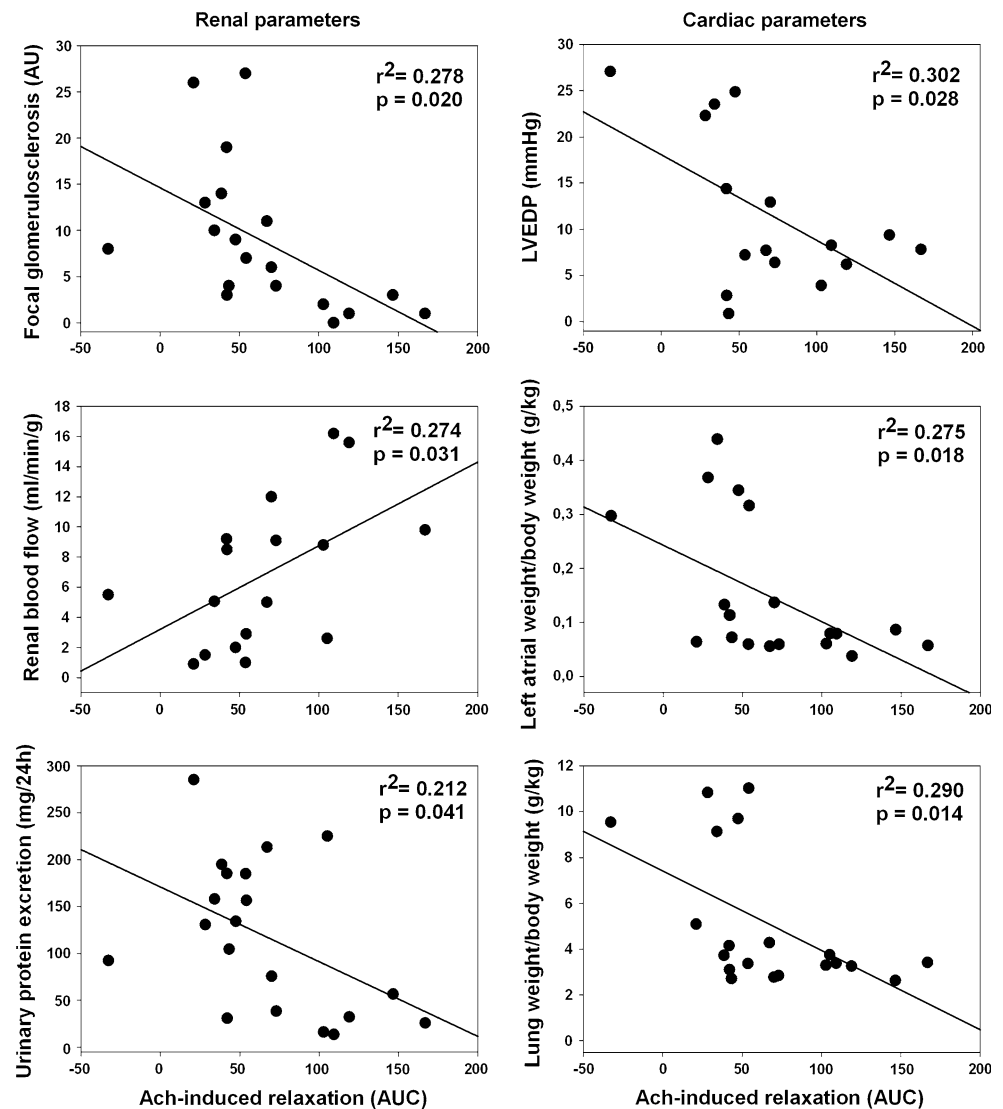 Renal parameters
Cardiac parameters
Focal glomerulosclerosis (AU)
30
25
20
15
10
5
0
r2= 0.278
p = 0.020
-50 0 50 100 150 200
LVEDP (mmHg)
30
25
20
15
10
5
0
r2= 0.302
p = 0.028
-50 0 50 100 150 200
Renal blood flow (ml/min/g)
18
16
14
12
10
8
6
4
2
0
r2= 0.274
p = 0.031
-50 0 50 100 150 200
Left atrial weight/body weight (g/kg)
0,5
0,4
0,3
0,2
0,1
0,0
r2= 0.275
p = 0.018
-50 0 50 100 150 200
Urinary protein excretion (mg/24h)
300
250
200
150
100
50
0
r2= 0.212
p = 0.041
-50 0 50 100 150 200
Ach-induced relaxation (AUC)
Lung weight/body weight (g/kg)
12
10
8
6
4
2
0
r2= 0.290
p = 0.014
-50 0 50 100 150 200
Ach-induced relaxation (AUC)